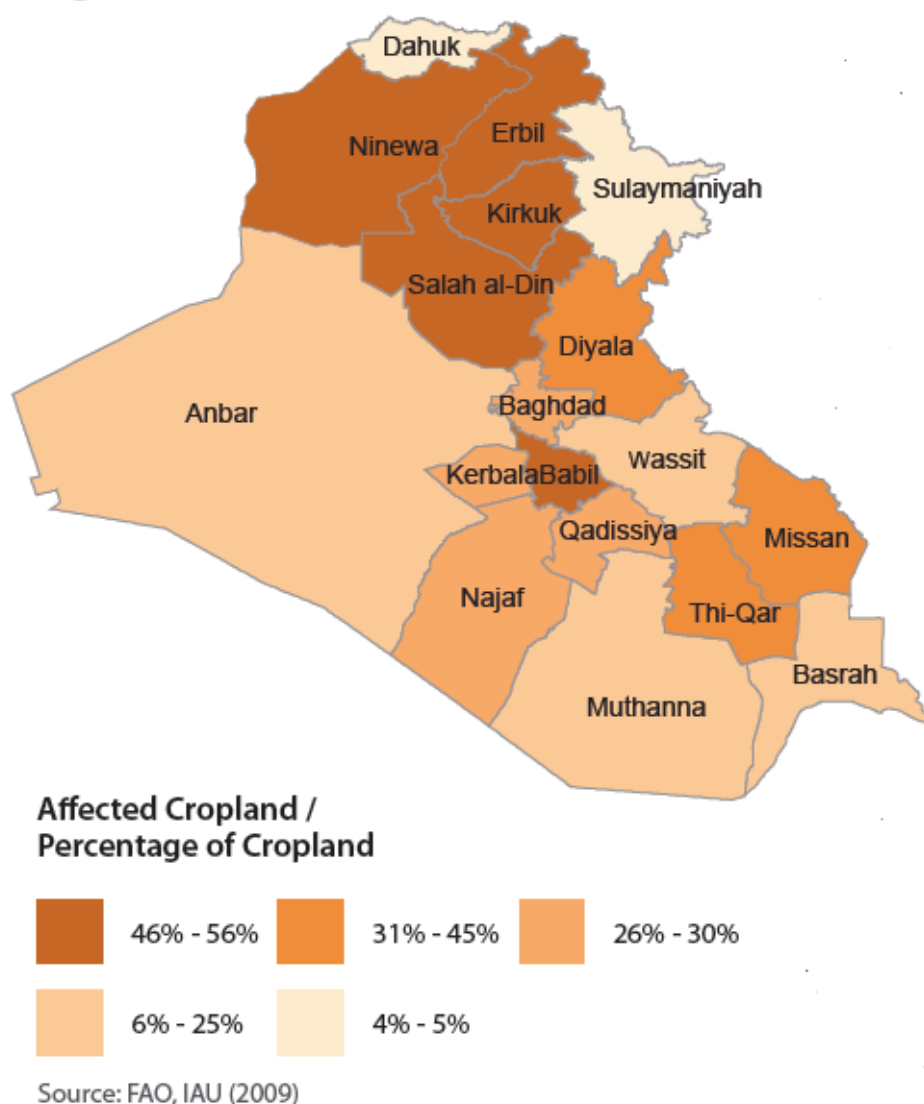 Dahuk
Ninewa
Erbil
Sulaymaniyah
Kirkuk
Salah al-Din
Diyala
Anbar
Baghdad
Wassit
Kerbala
Babil
Qadissiya
Missan
Najaf
Thi-Qar
Basrah
Muthanna
Affected Cropland /
Percentage of Cropland
46% - 56%
31% - 45%
26% - 30%
6% - 25%
4% - 5%
Source: FAO, IAU (2009)